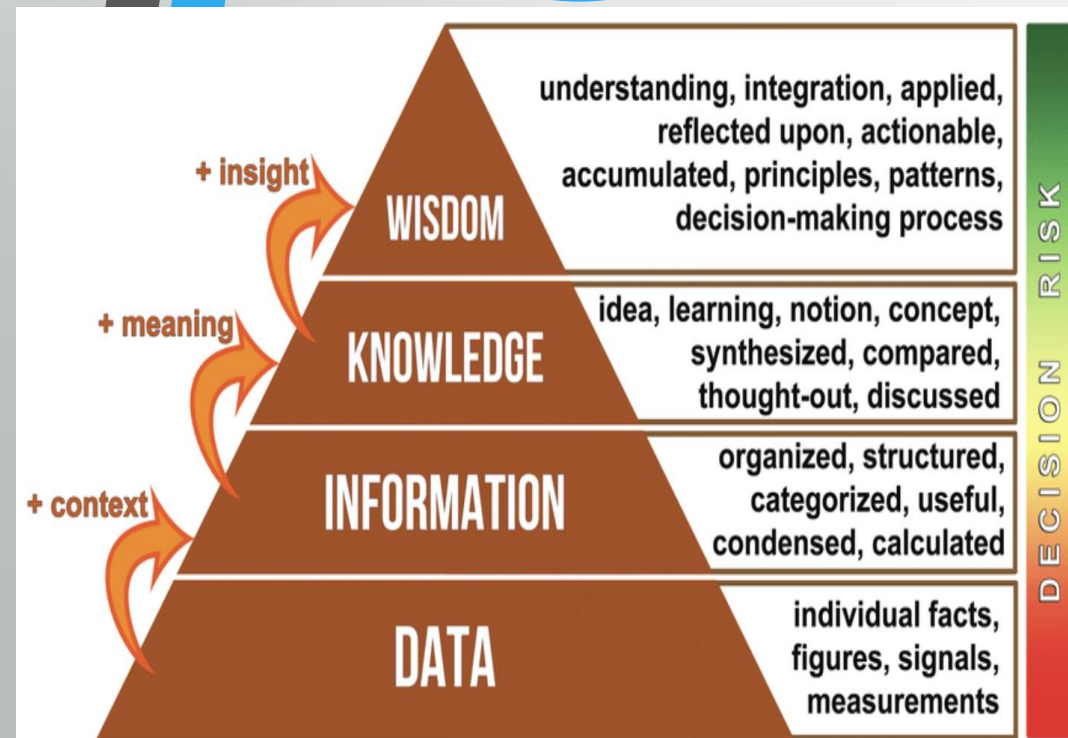 + insight
WISDOM
understanding, integration, applied,
reflected upon, actionable,
accumulated, principles, patterns,
decision-making process
+ meaning
KNOWLEDGE
idea, learning, notion, concept,
synthesized, compared,
thought-out, discussed
+ context
INFORMATION
organized, structured,
categorized, useful,
condensed, calculated
DATA
individual facts,
figures, signals,
measurements
DECISION RISK